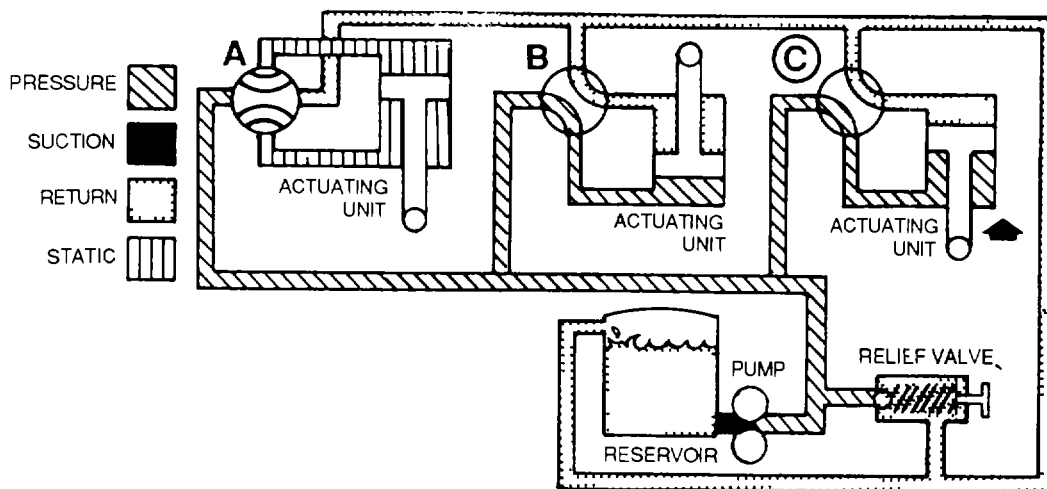 A
B
C
PRESSURE
SUCTION
RETURN
STATIC
ACTUATING
UNIT
ACTUATING
UNIT
ACTUATING
UNIT
RELIEF VALVE
PUMP
RESERVOIR